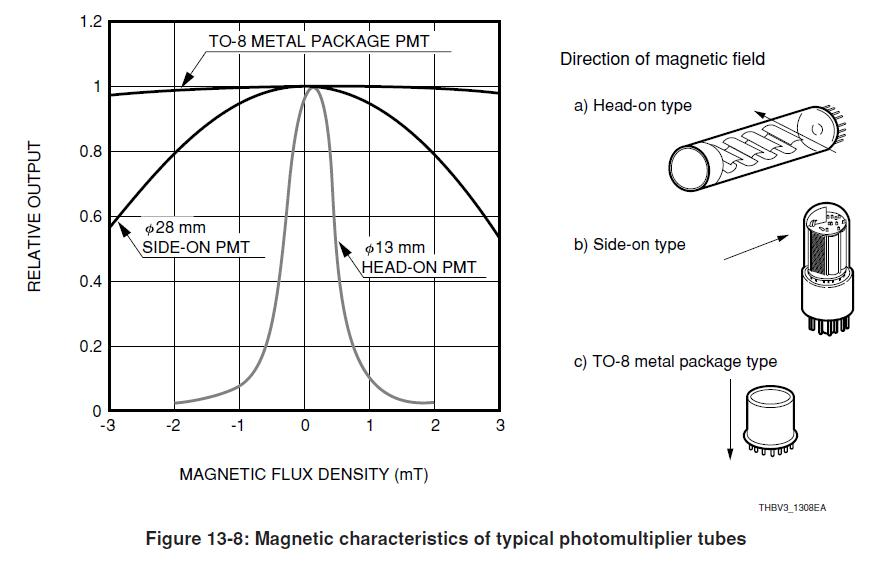 1.2
TO-8 METAL PACKAGE PMT
1
0.8
0.6
0.4
0.2
0
RELATIVE OUTPUT
ϕ28 mm
SIDE-ON PMT
ϕ13 mm
HEAD-ON PMT
-3 -2 -1 0 1 2 3
MAGNETIC FLUX DENSITY (mT)
Direction of magnetic field
a) Head-on type
b) Side-on type
c) TO-8 metal package type
THBV3_1308EA
Figure 13-8: Magnetic characteristics of typical photomultiplier tubes